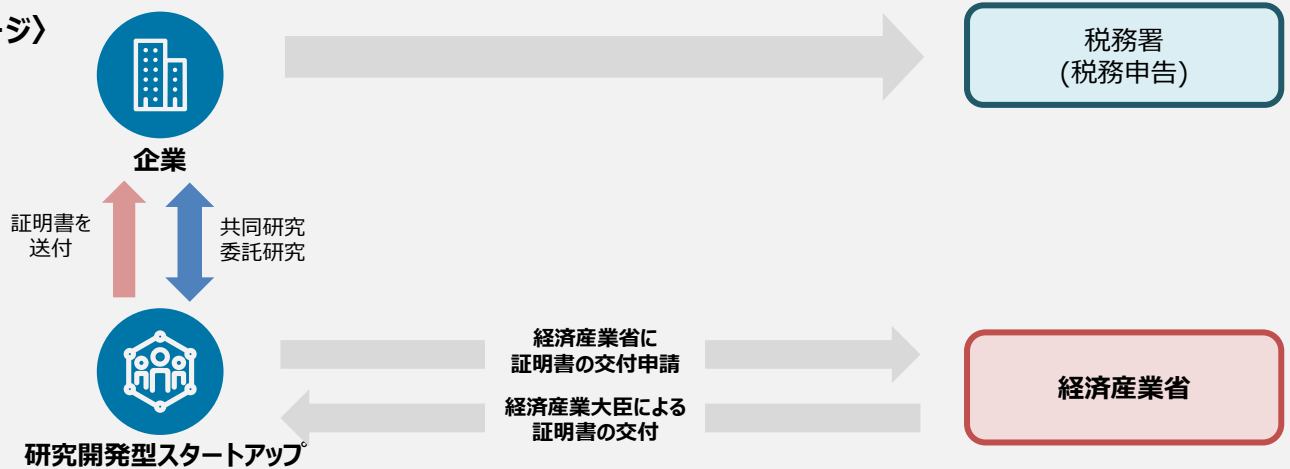 ジ〉
税務署
(税務申告)
企業
証明書を
送付
共同研究
委託研究
経済産業省に
証明書の交付申請
経済産業大臣による
証明書の交付
経済産業省
研究開発型スタートアップ